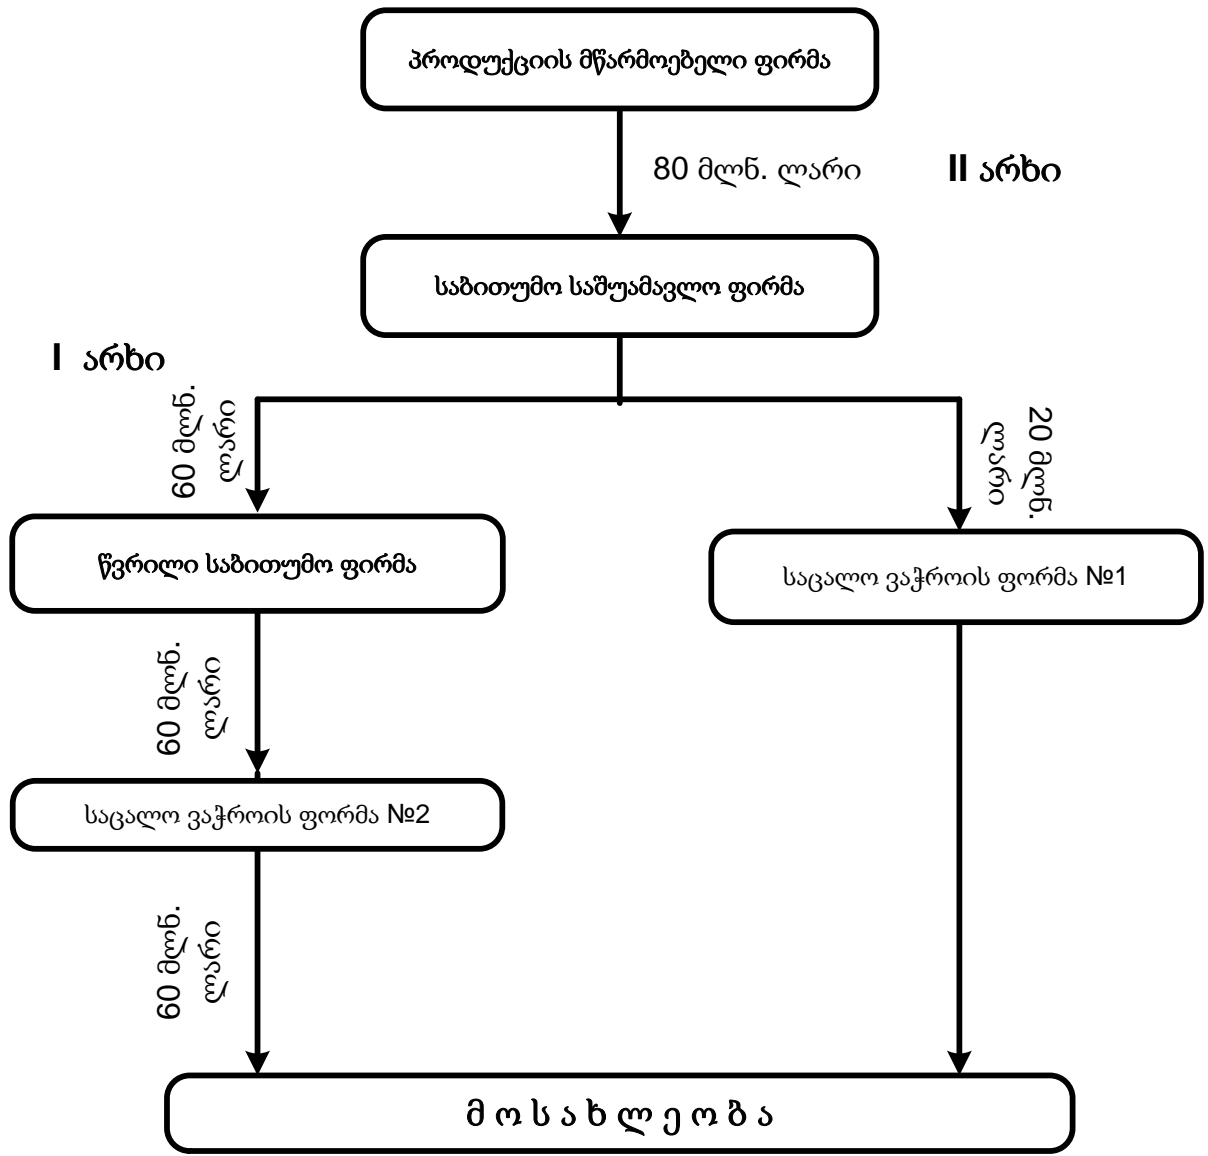 პროდუქციის მწარმოებელი ფირმა
80 მლნ. ლარი
II არხი
საბითუმო საშუამავლო ფირმა
I არხი
60 მლნ.
ლარი
20 მლნ.
ლარი
წვრილი საბითუმო ფირმა
საცალო ვაჭროის ფორმა №1
60 მლნ.
ლარი
საცალო ვაჭროის ფორმა №2
60 მლნ.
ლარი
მ ო ს ა ხ ლ ე ო ბ ა